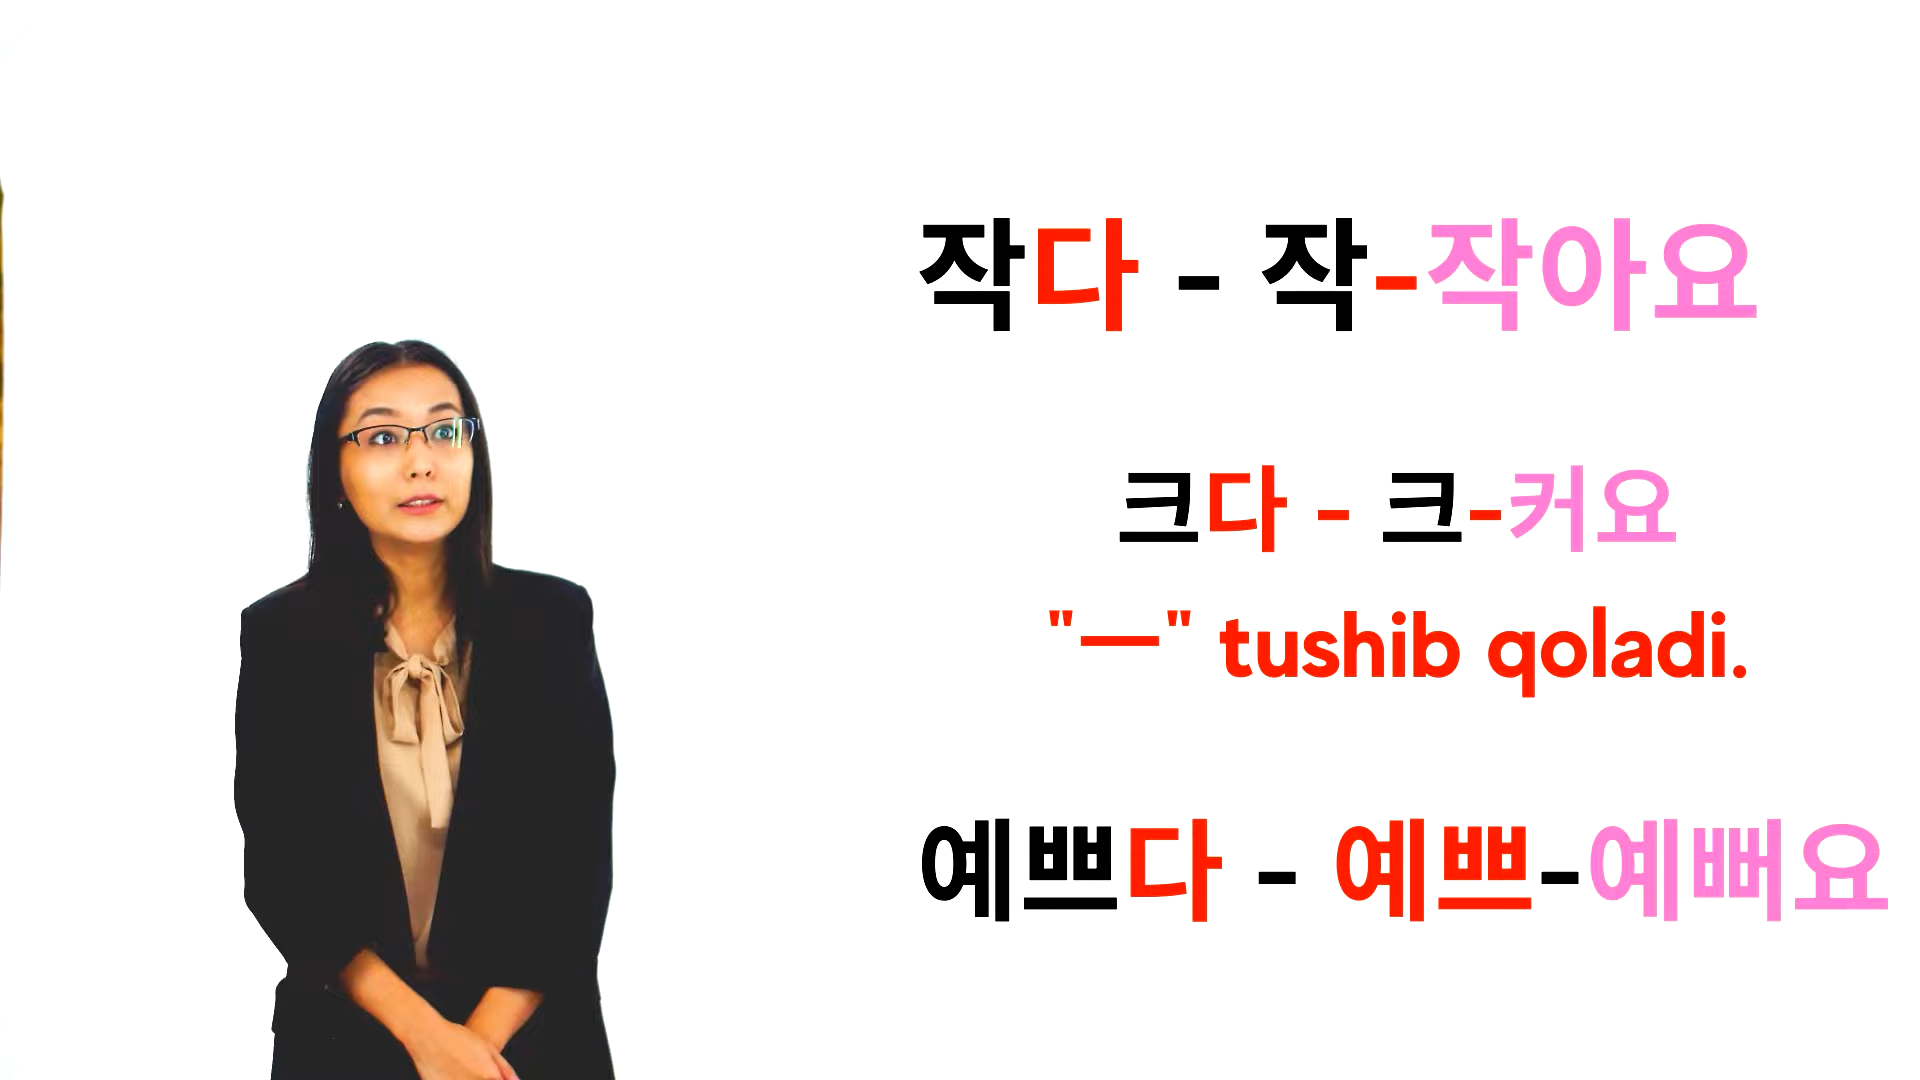 작다 - 작-작아요
크다 - 크-커요
"ㅡ" tushib qoladi.
예쁘다 - 예쁘-예뻐요